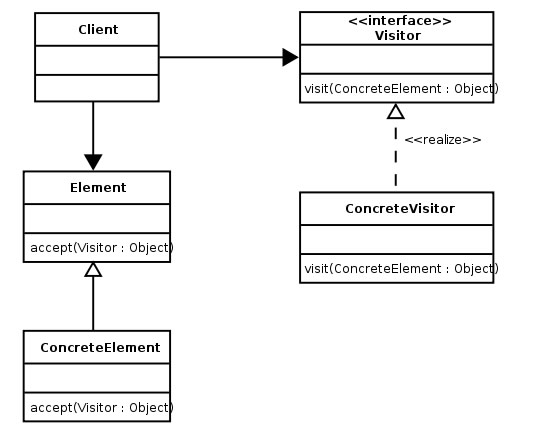 Client
<<interface>>
Visitor
visit(ConcreteElement : Object)
<<realize>>
Element
accept(Visitor : Object)
ConcreteVisitor
visit(ConcreteElement : Object)
ConcreteElement
accept(Visitor : Object)